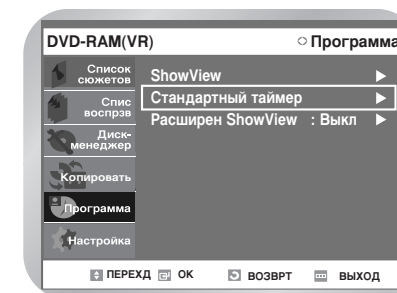 DVD-RAM(VR) Программа
Список
сюжетов
Спис
воспрзв
Диск-
менеджер
Копировать
Программа
Настройка
ShowView
Стандартный таймер
Расширен ShowView : Выкл
ПЕРЕХД ОК ВОЗВРТ ВЫХОД